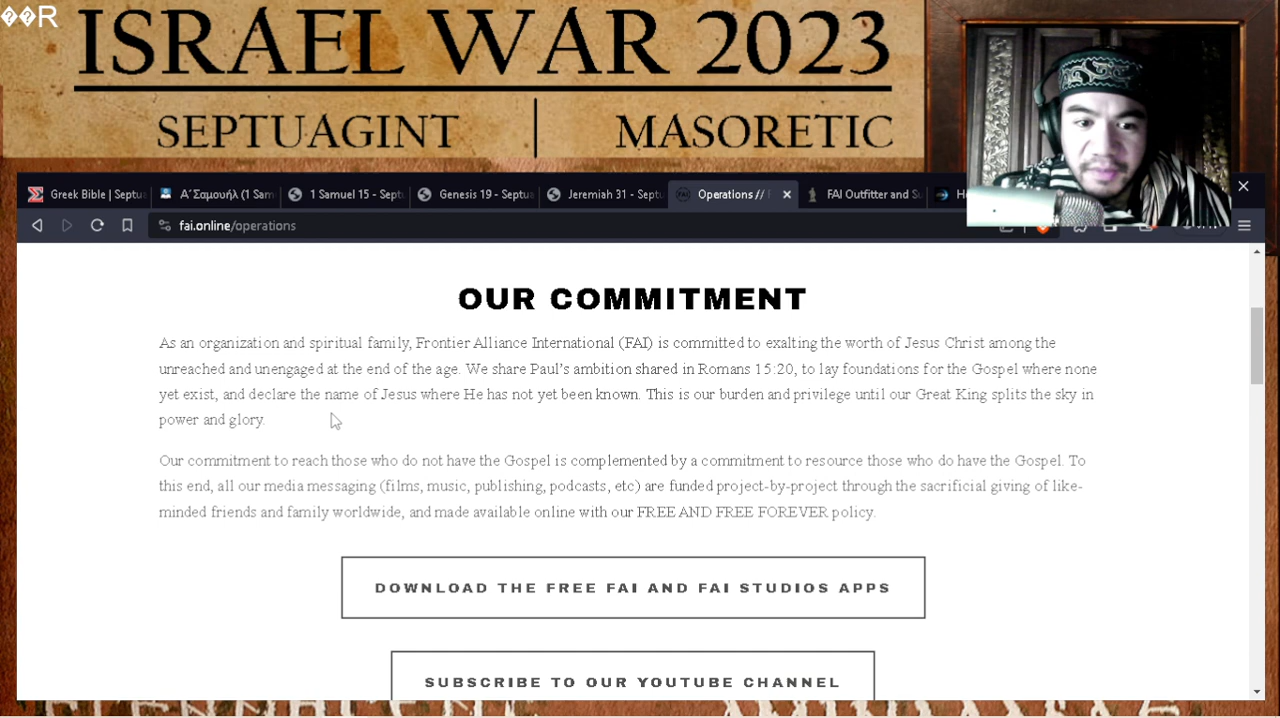 ��R
ISRAEL WAR 2023
SEPTUAGINT | MASORETIC
Greek Bible | Septu
Α΄ Σαμουήλ (1 Sam
1 Samuel 15 - Sept
Genesis 19 - Septua
Jeremiah 31 - Sept
Operations //
FAI Outfitter and Su
fai.online/operations
OUR COMMITMENT
As an organization and spiritual family, Frontier Alliance International (FAI) is committed to exalting the worth of Jesus Christ among the
unreached and unengaged at the end of the age. We share Paul's ambition shared in Romans 15:20, to lay foundations for the Gospel where none
yet exist, and declare the name of Jesus where He has not yet been known. This is our burden and privilege until our Great King splits the sky in
power and glory.
Our commitment to reach those who do not have the Gospel is complemented by a commitment to resource those who do have the Gospel. To
this end, all our media messaging (films, music, publishing, podcasts, etc) are funded project-by-project through the sacrificial giving of like-
minded friends and family worldwide, and made available online with our FREE AND FREE FOREVER policy.
DOWNLOAD THE FREE FAI AND FAI STUDIOS APPS
SUBSCRIBE TO OUR YOUTUBE CHANNEL